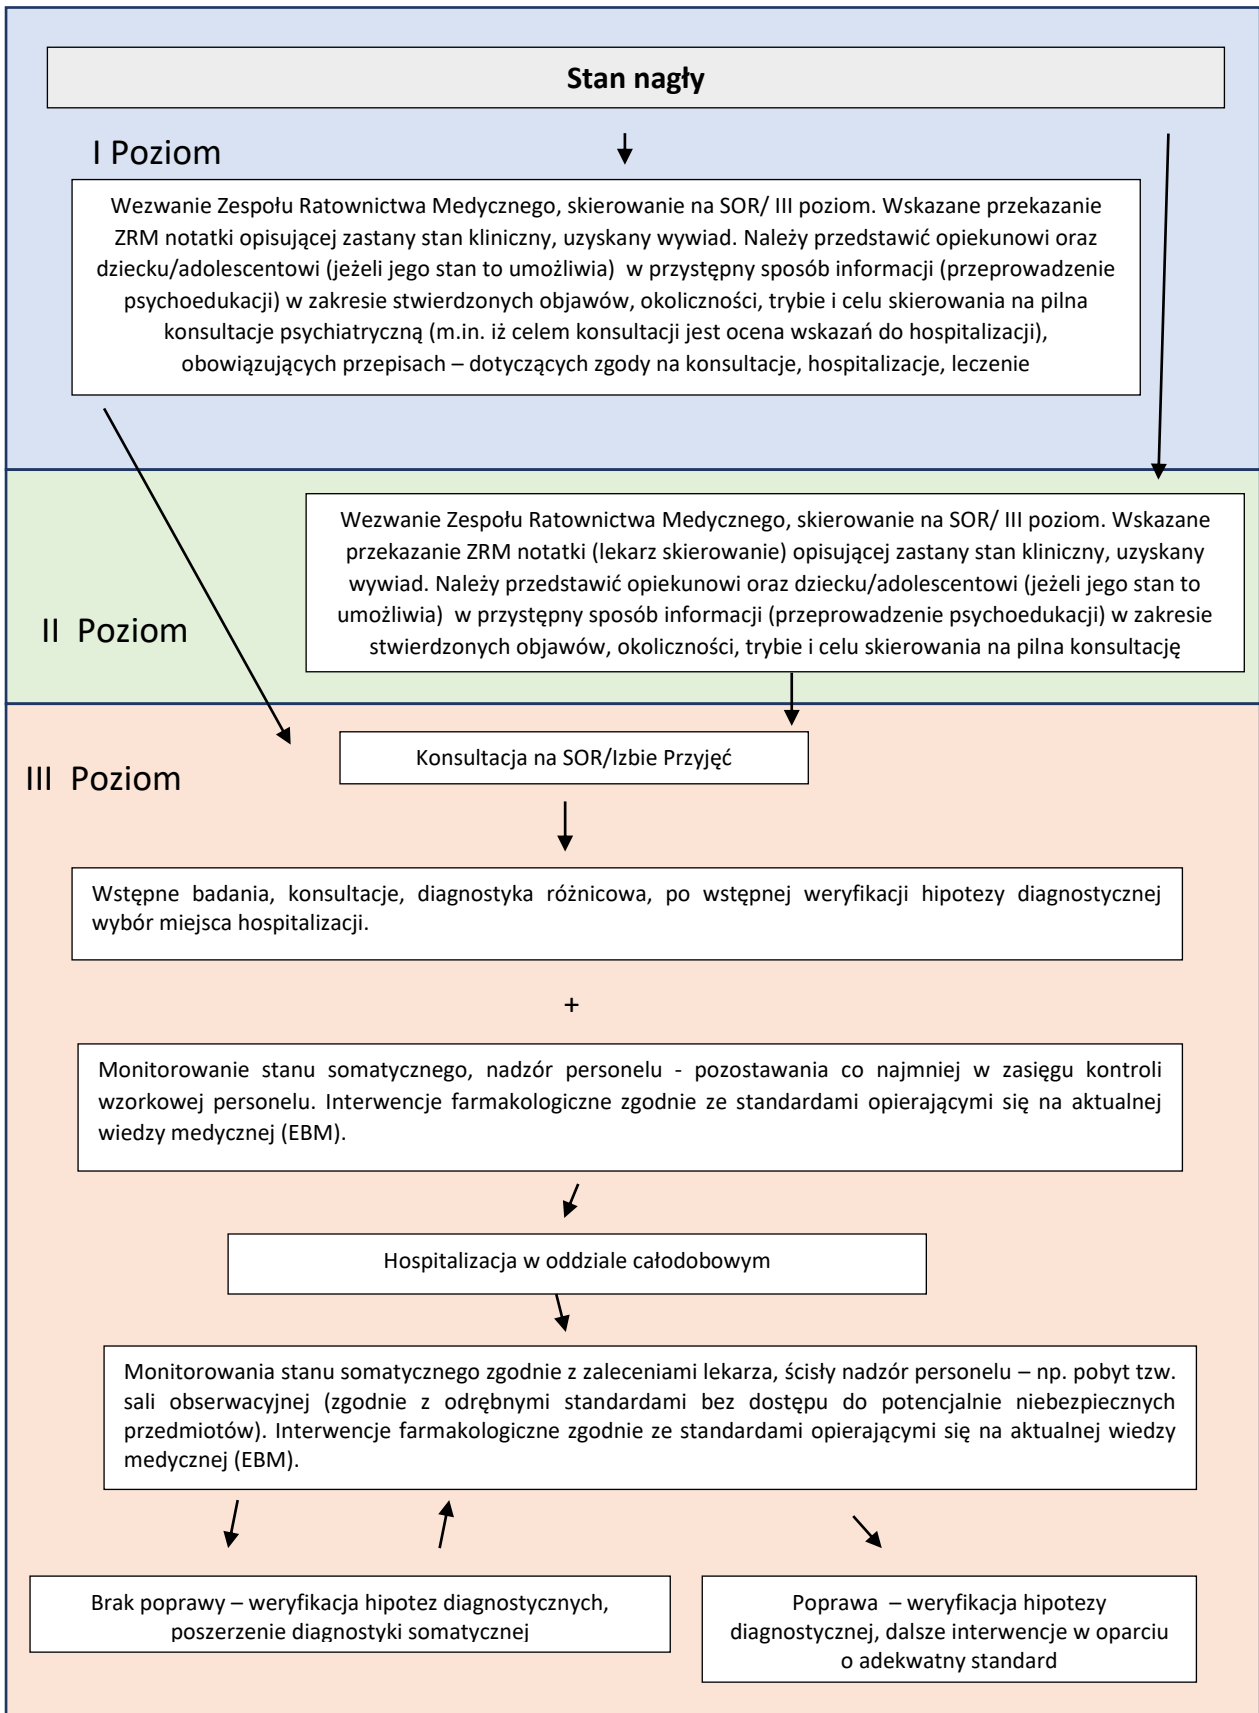 Stan nagły
I Poziom
Wezwanie Zespołu Ratownictwa Medycznego, skierowanie na SOR/ III poziom. Wskazane przekazanie
ZRM notatki opisującej zastany stan kliniczny, uzyskany wywiad. Należy przedstawić opiekunowi oraz
dziecku/adolescentowi (jeżeli jego stan to umożliwia) w przystępny sposób informacji (przeprowadzenie
psychoedukacji) w zakresie stwierdzonych objawów, okoliczności, trybie i celu skierowania na pilna
konsultacje psychiatryczną (m.in. iż celem konsultacji jest ocena wskazań do hospitalizacji),
obowiązujących przepisach – dotyczących zgody na konsultacje, hospitalizacje, leczenie
Wezwanie Zespołu Ratownictwa Medycznego, skierowanie na SOR/ III poziom. Wskazane
przekazanie ZRM notatki (lekarz skierowanie) opisującej zastany stan kliniczny, uzyskany
wywiad. Należy przedstawić opiekunowi oraz dziecku/adolescentowi (jeżeli jego stan to
umożliwia) w przystępny sposób informacji (przeprowadzenie psychoedukacji) w zakresie
stwierdzonych objawów, okoliczności, trybie i celu skierowania na pilna konsultację
II Poziom
III Poziom
Konsultacja na SOR/Izbie Przyjęć
Wstępne badania, konsultacje, diagnostyka różnicowa, po wstępnej weryfikacji hipotezy diagnostycznej
wybór miejsca hospitalizacji.
+
Monitorowanie stanu somatycznego, nadzór personelu - pozostawania co najmniej w zasięgu kontroli
wzorkowej personelu. Interwencje farmakologiczne zgodnie ze standardami opierającymi się na aktualnej
wiedzy medycznej (EBM).
Hospitalizacja w oddziale całodobowym
Monitorowania stanu somatycznego zgodnie z zaleceniami lekarza, ścisły nadzór personelu – np. pobyt tzw.
sali obserwacyjnej (zgodnie z odrębnymi standardami bez dostępu do potencjalnie niebezpiecznych
przedmiotów). Interwencje farmakologiczne zgodnie ze standardami opierającymi się na aktualnej wiedzy
medycznej (EBM).
Brak poprawy – weryfikacja hipotez diagnostycznych,
poszerzenie diagnostyki somatycznej
Poprawa – weryfikacja hipotezy
diagnostycznej, dalsze interwencje w oparciu
o adekwatny standard